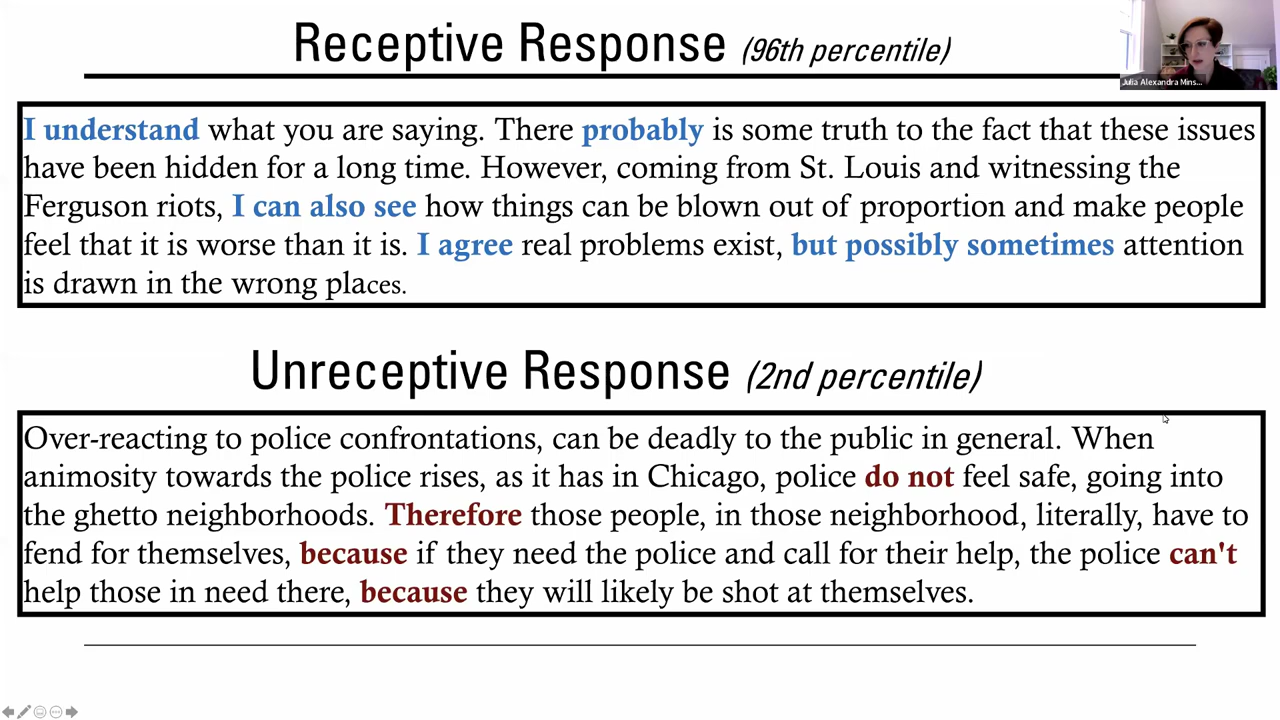 Receptive Response (96th percentile)
Julia Alexandra Mins...
I understand what you are saying. There probably is some truth to the fact that these issues
have been hidden for a long time. However, coming from St. Louis and witnessing the
Ferguson riots, I can also see how things can be blown out of proportion and make people
feel that it is worse than it is. I agree real problems exist, but possibly sometimes attention
is drawn in the wrong places.
Unreceptive Response (2nd percentile)
Over-reacting to police confrontations, can be deadly to the public in general. When
animosity towards the police rises, as it has in Chicago, police do not feel safe, going into
the ghetto neighborhoods. Therefore those people, in those neighborhood, literally, have to
fend for themselves, because if they need the police and call for their help, the police can't
help those in need there, because they will likely be shot at themselves.